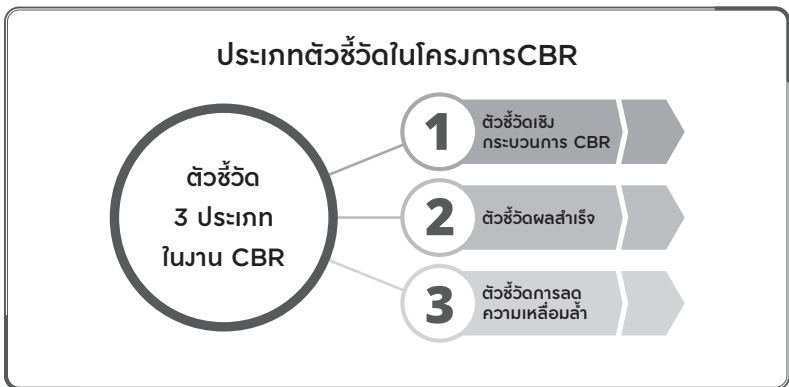 ประเภทตัวชี้วัดในโครงการCBR
ตัวชี้วัด
3 ประเภท
ในงาน CBR
1
ตัวชี้วัดเชิง
กระบวนการ CBR
2
ตัวชี้วัดผลสำเร็จ
3
ตัวชี้วัดการลด
ความเหลื่อมล้ำ